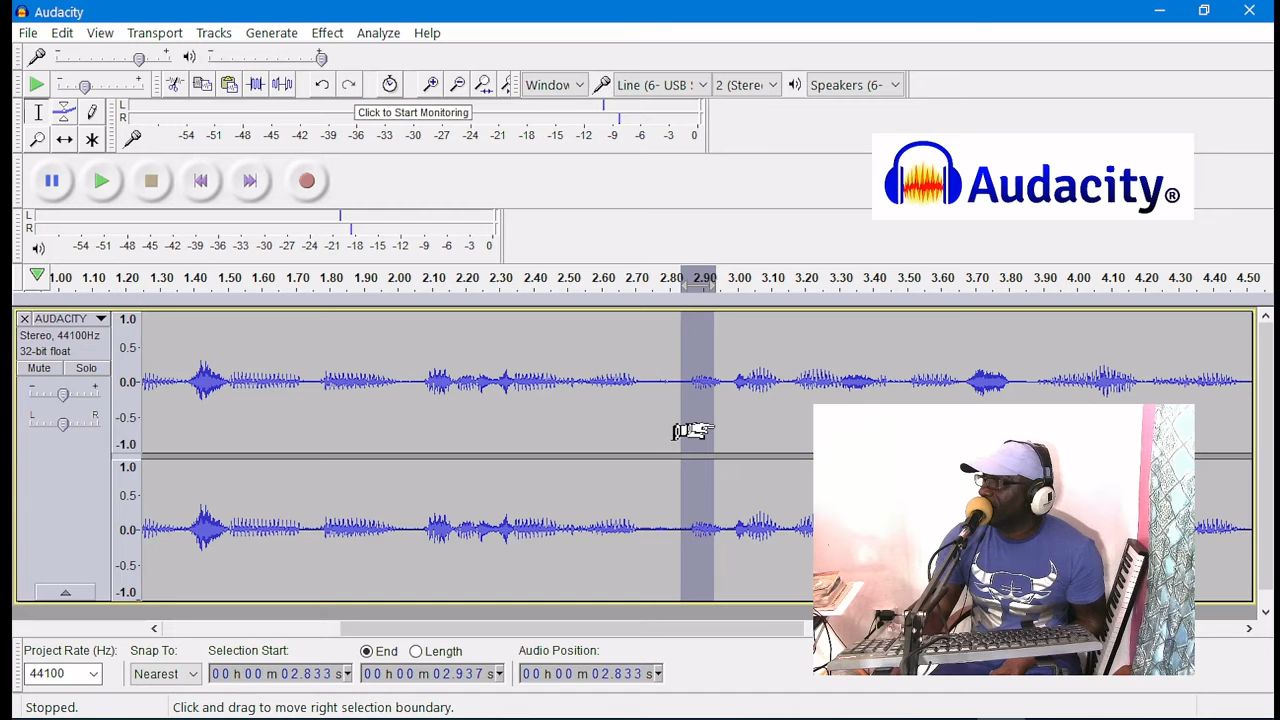 Audacity
File Edit View Transport Tracks Generate Effect Analyze Help
- + - +
- + Window Line (6- USB 2 (Stere Speakers (6-
L
R
Click to Start Monitoring
-54 -51 -48 -45 -42 -39 -36 -33 -30 -27 -24 -21 -18 -15 -12 -9 -6 -3 0
Audacity®
L
R
-54 -51 -48 -45 -42 -39 -36 -33 -30 -27 -24 -21 -18 -15 -12 -9 -6 -3 0
1.00 1.10 1.20 1.30 1.40 1.50 1.60 1.70 1.80 1.90 2.00 2.10 2.20 2.30 2.40 2.50 2.60 2.70 2.80 2.90 3.00 3.10 3.20 3.30 3.40 3.50 3.60 3.70 3.80 3.90 4.00 4.10 4.20 4.30 4.40 4.50
AUDACITY
Stereo, 44100Hz
32-bit float
Mute Solo
- +
L R
1.0
0.5
0.0
-0.5
-1.0
1.0
0.5
0.0
-0.5
-1.0
Project Rate (Hz): Snap To: Selection Start: End Length Audio Position:
44100 Nearest 00 h 00 m 02.833 s 00 h 00 m 02.937 s 00 h 00 m 02.833 s
Stopped. Click and drag to move right selection boundary.